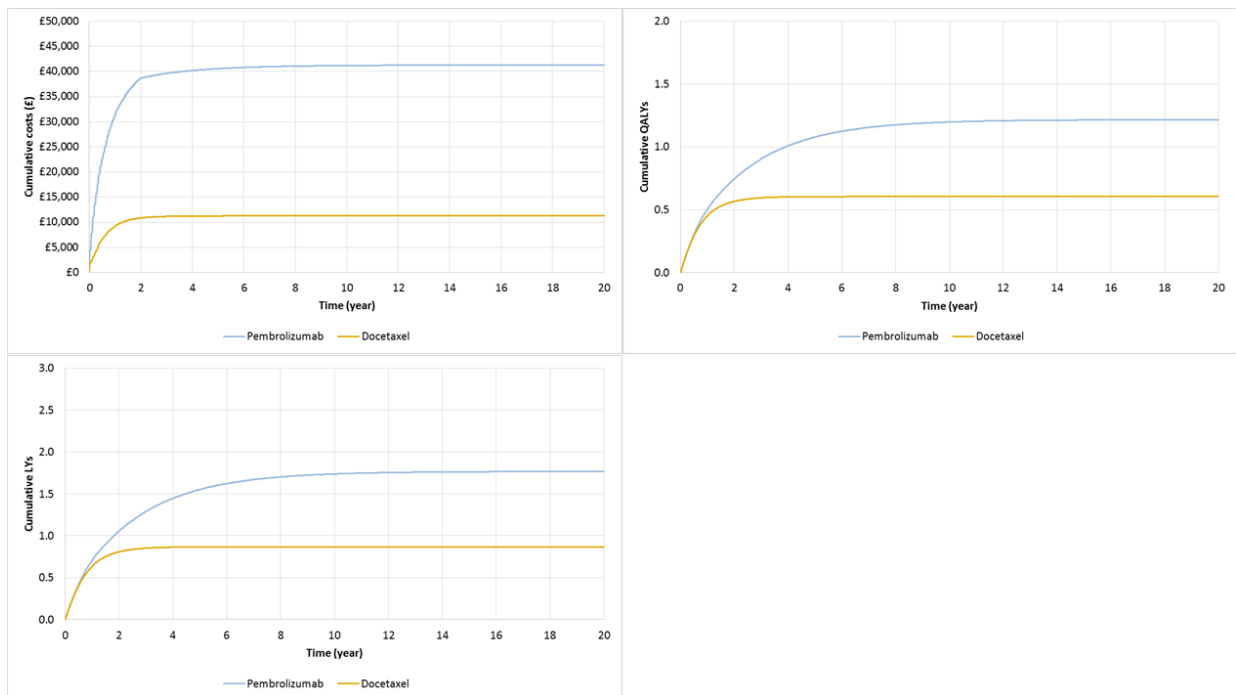 £50,000
£45,000
£40,000
£35,000
£30,000
£25,000
£20,000
£15,000
£10,000
£5,000
£0
Cumulative costs (£)
0 2 4 6 8 10 12 14 16 18 20
Time (year)
Pembrolizumab Docetaxel
2.0
1.5
1.0
0.5
0.0
Cumulative QALYs
0 2 4 6 8 10 12 14 16 18 20
Time (year)
Pembrolizumab Docetaxel
3.0
2.5
2.0
1.5
1.0
0.5
0.0
Cumulative LYs
0 2 4 6 8 10 12 14 16 18 20
Time (year)
Pembrolizumab Docetaxel